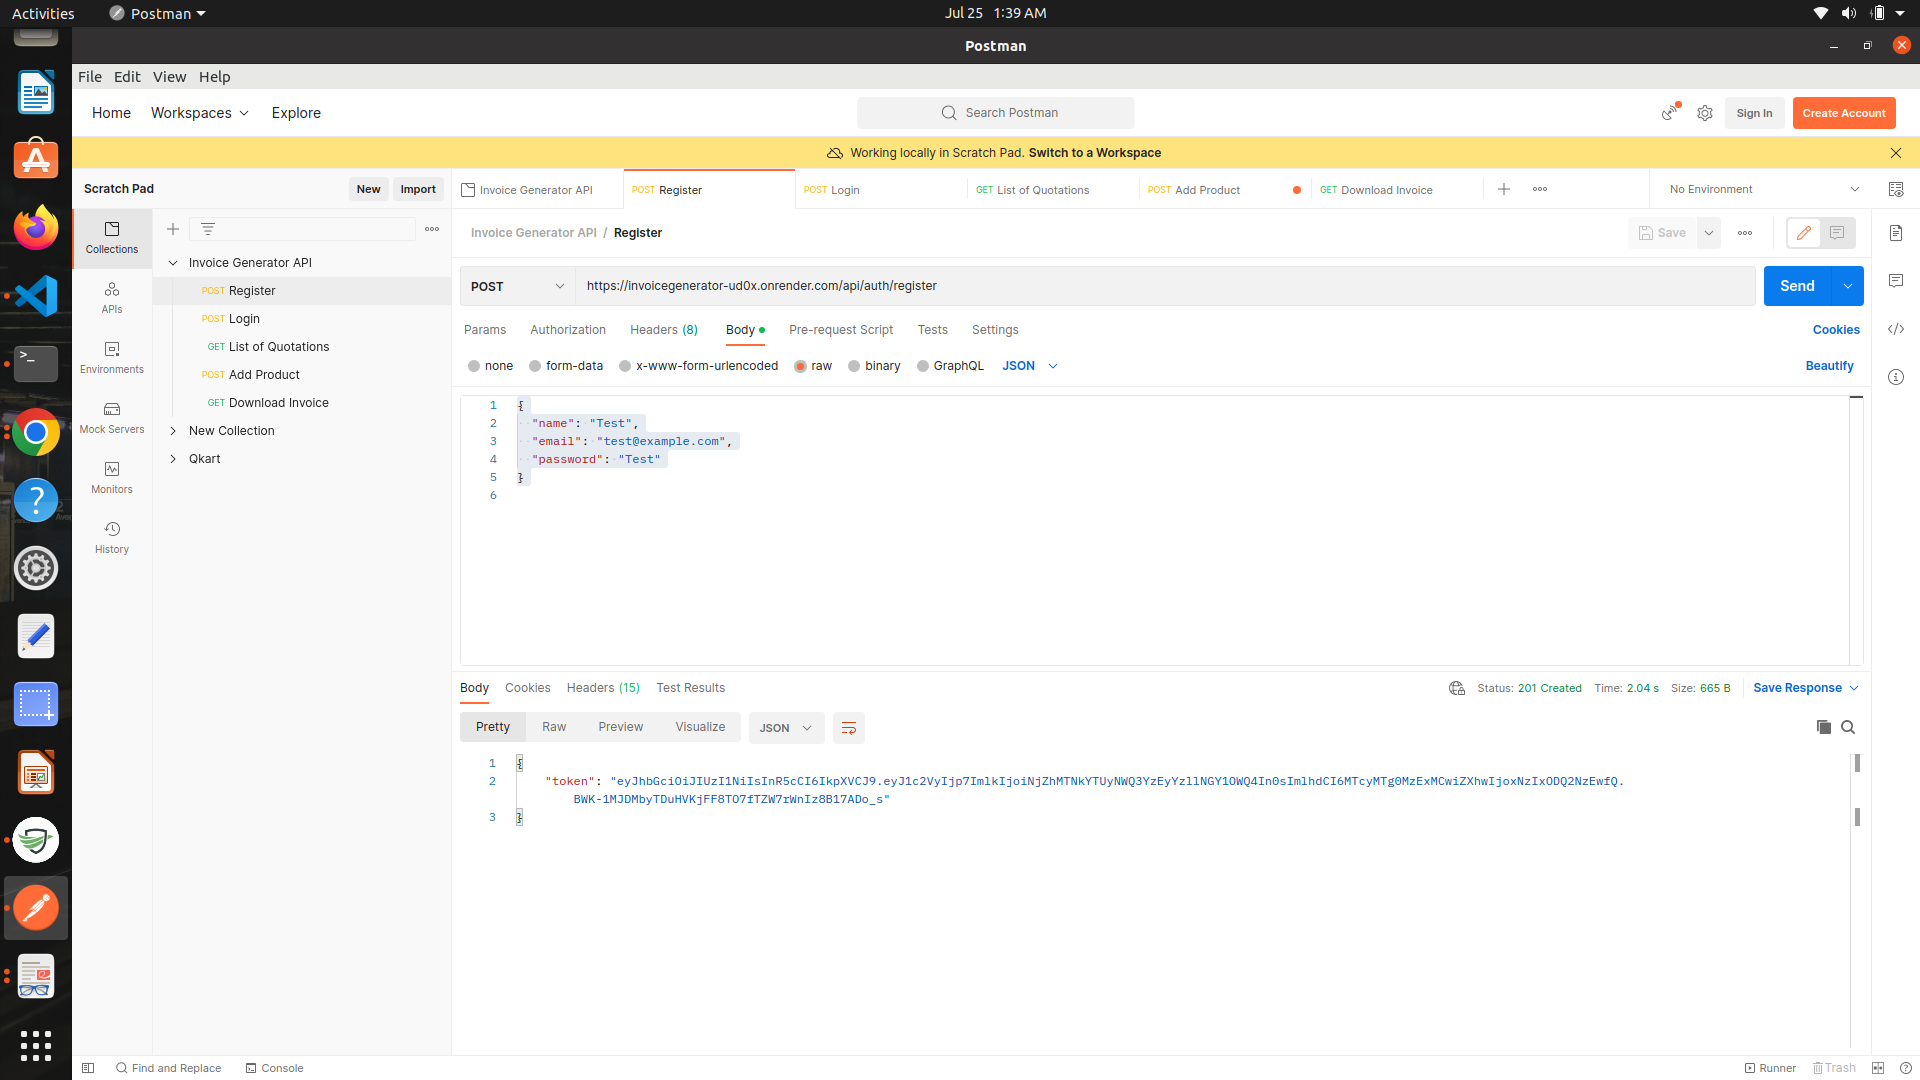 Activities
Postman
Jul 25 1:39 AM
Postman
File Edit View Help
Home Workspaces Explore
Search Postman
Sign In
Create Account
Working locally in Scratch Pad. Switch to a Workspace
Scratch Pad
New
Import
Invoice Generator API
POST Register
POST Login
GET List of Quotations
POST Add Product
GET Download Invoice
No Environment
Collections
APIs
Environments
Mock Servers
Monitors
History
Invoice Generator API
POST Register
POST Login
GET List of Quotations
POST Add Product
GET Download Invoice
New Collection
Qkart
Invoice Generator API / Register
Save
POST
https://invoicegenerator-ud0x.onrender.com/api/auth/register
Send
Params Authorization Headers (8) Body Pre-request Script Tests Settings
Cookies
none form-data x-www-form-urlencoded raw binary GraphQL JSON
Beautify
1 {
2 "name": "Test",
3 "email": "test@example.com",
4 "password": "Test"
5 }
6
Body Cookies Headers (15) Test Results
Status: 201 Created Time: 2.04 s Size: 665 B
Save Response
Pretty Raw Preview Visualize JSON
1 {
2 "token": "eyJhbGciOiJIUzI1NiIsInR5cCI6IkpXVCJ9.eyJ1c2VyIjp7ImlkIjoiNjZhMTNkYTUyNWQ3YzEyYzllNGY1OWQ4In0sImlhdCI6MTcyMTg0MzExMCwiZXhwIjoxNzIxODQ2NzEwfQ.
BWK-1MJDMbyTDuHVKjFF8TO7fTZW7rWnIz8B17ADo_s"
3 }
Find and Replace
Console
Runner
Trash